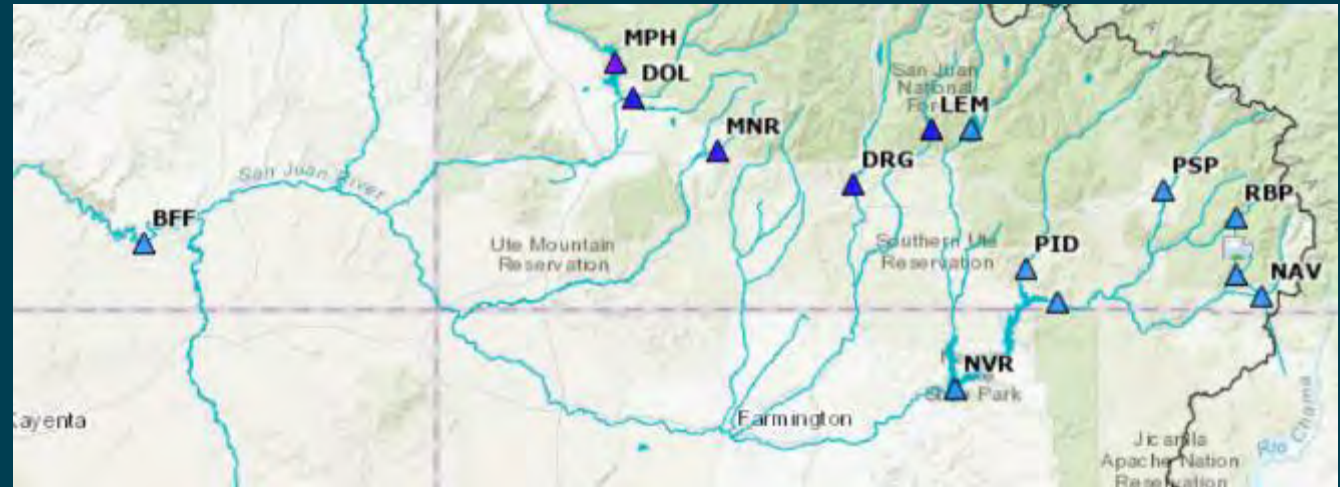 MPH
DOL
San Juan
National
For
LEM
MNR
DRG
PSP
San Juan River
RBP
BFF
Ute Mountain
Reservation
Southern Ute
Reservation
PID
NAV
NVR
Park
Farmington
Kayenta
Rio Chama
Jicarilla
Apache Nation
Reservation